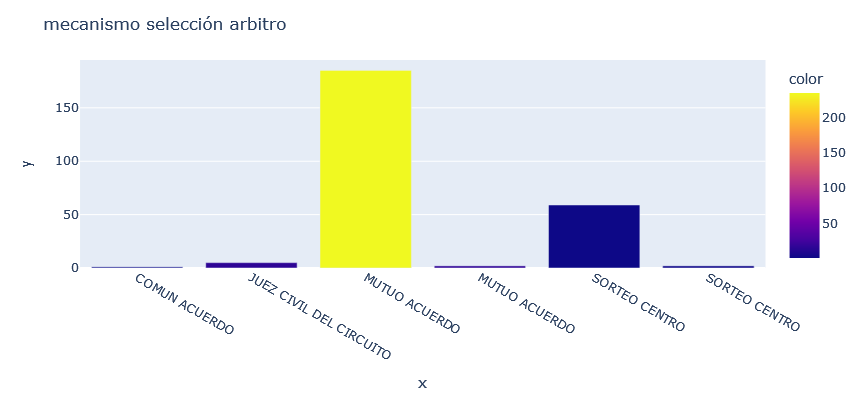 mecanismo selección arbitro
color
y
150
100
50
0
200
150
100
50
COMUN ACUERDO
JUEZ CIVIL DEL CIRCUITO
MUTUO ACUERDO
MUTUO ACUERDO
SORTEO CENTRO
SORTEO CENTRO
x